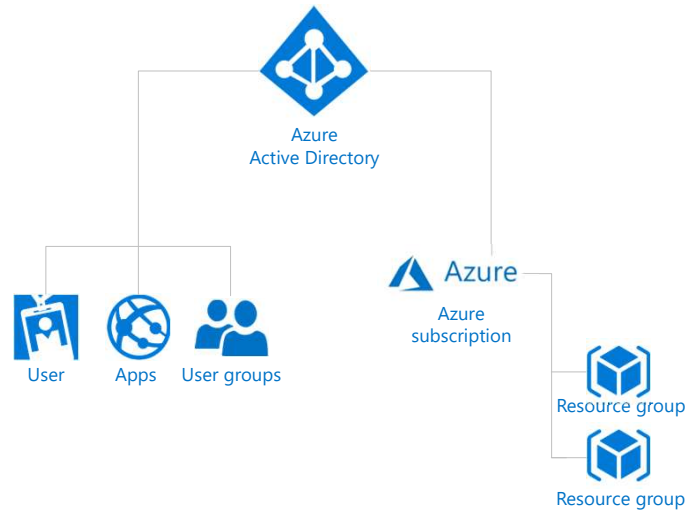 Azure
Active Directory
Azure
Azure
subscription
User
Apps
User groups
Resource group
Resource group